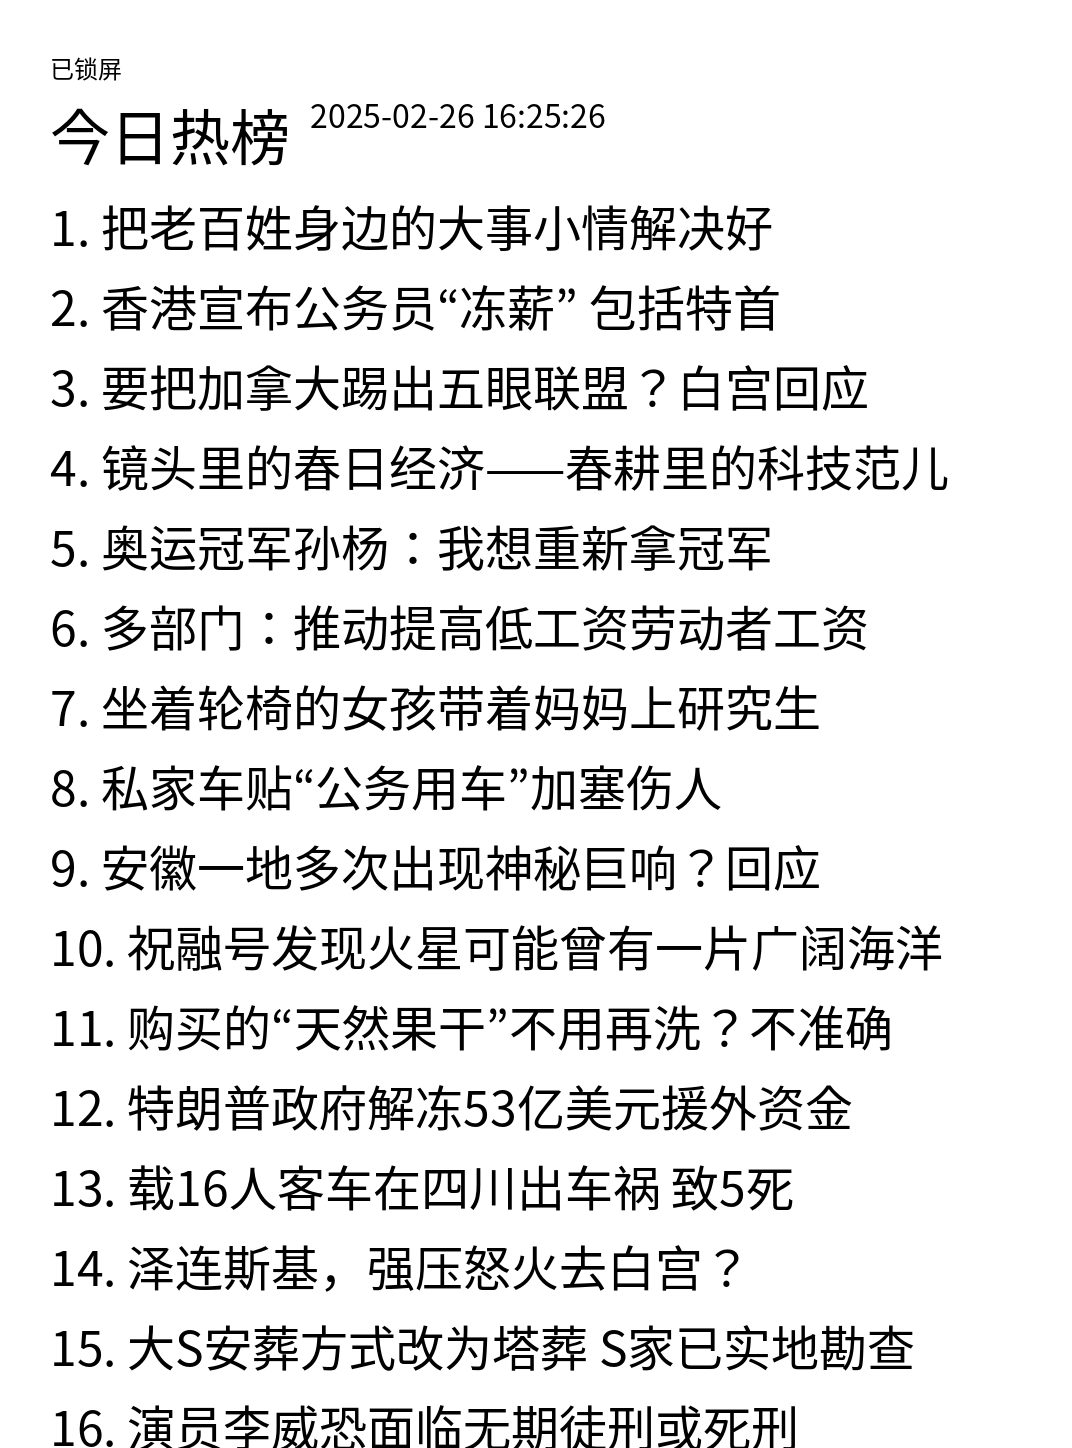 已锁屏
今日热榜 2025-02-26 16:25:26
1. 把老百姓身边的大事小情解决好
2. 香港宣布公务员“冻薪” 包括特首
3. 要把加拿大踢出五眼联盟？白宫回应
4. 镜头里的春日经济——春耕里的科技范儿
5. 奥运冠军孙杨：我想重新拿冠军
6. 多部门：推动提高低工资劳动者工资
7. 坐着轮椅的女孩带着妈妈上研究生
8. 私家车贴“公务用车”加塞伤人
9. 安徽一地多次出现神秘巨响？回应
10. 祝融号发现火星可能曾有一片广阔海洋
11. 购买的“天然果干”不用再洗？不准确
12. 特朗普政府解冻53亿美元援外资金
13. 载16人客车在四川出车祸 致5死
14. 泽连斯基，强压怒火去白宫？
15. 大S安葬方式改为塔葬 S家已实地勘查
16. 演员李威恐面临无期徒刑或死刑